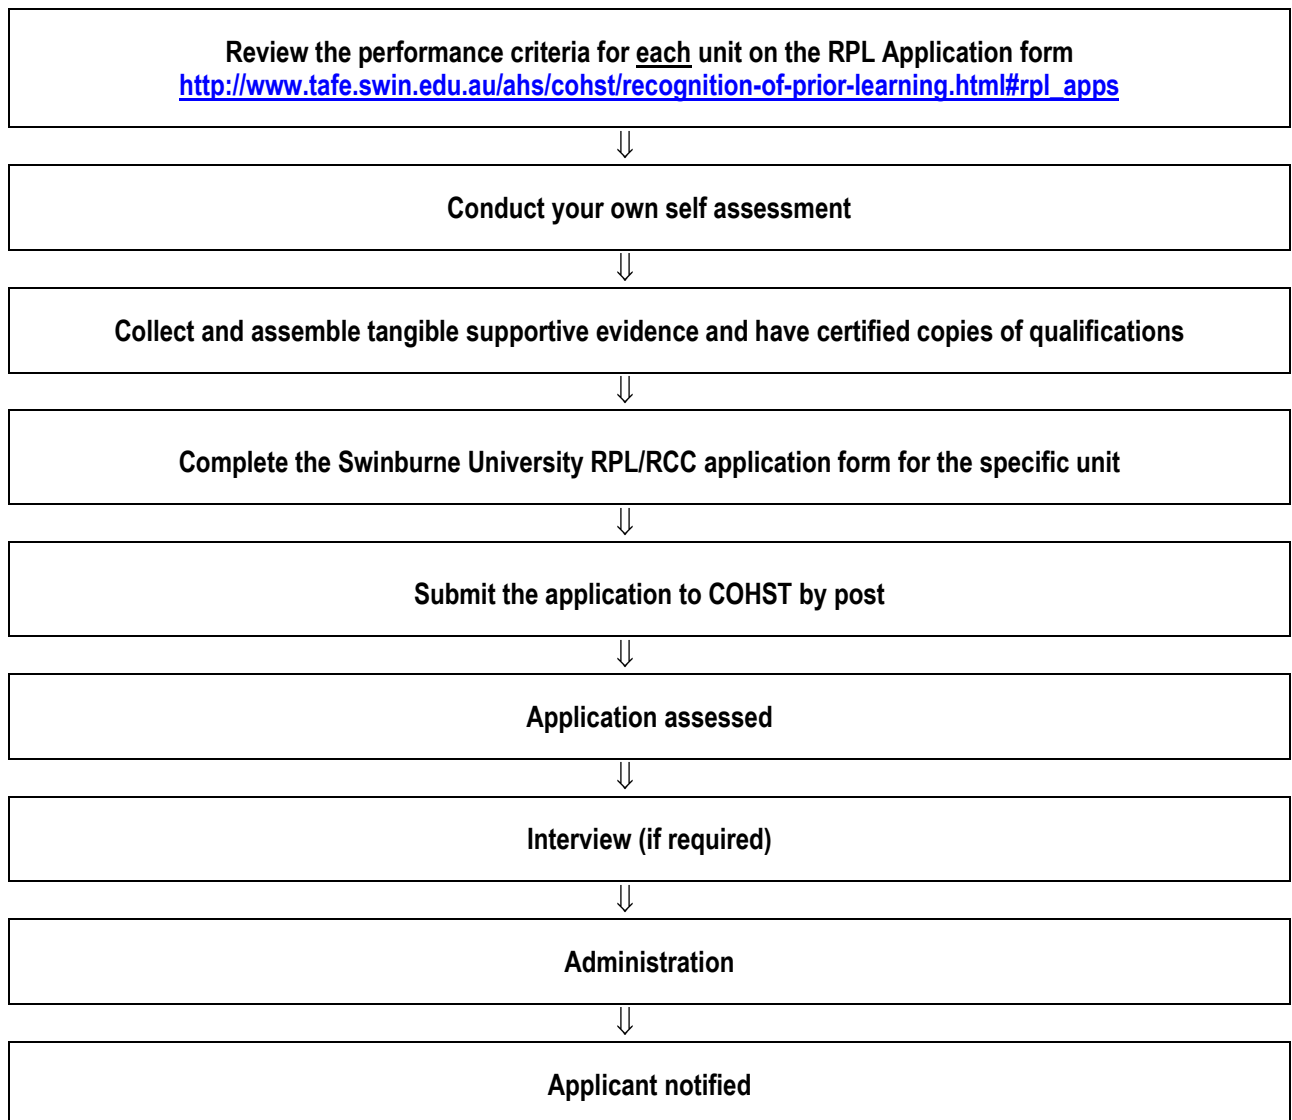 Review the performance criteria for each unit on the RPL Application form
http://www.tafe.swin.edu.au/ahs/cohst/recognition-of-prior-learning.html#rpl_apps
⇓
Conduct your own self assessment
⇓
Collect and assemble tangible supportive evidence and have certified copies of qualifications
⇓
Complete the Swinburne University RPL/RCC application form for the specific unit
⇓
Submit the application to COHST by post
⇓
Application assessed
⇓
Interview (if required)
⇓
Administration
⇓
Applicant notified